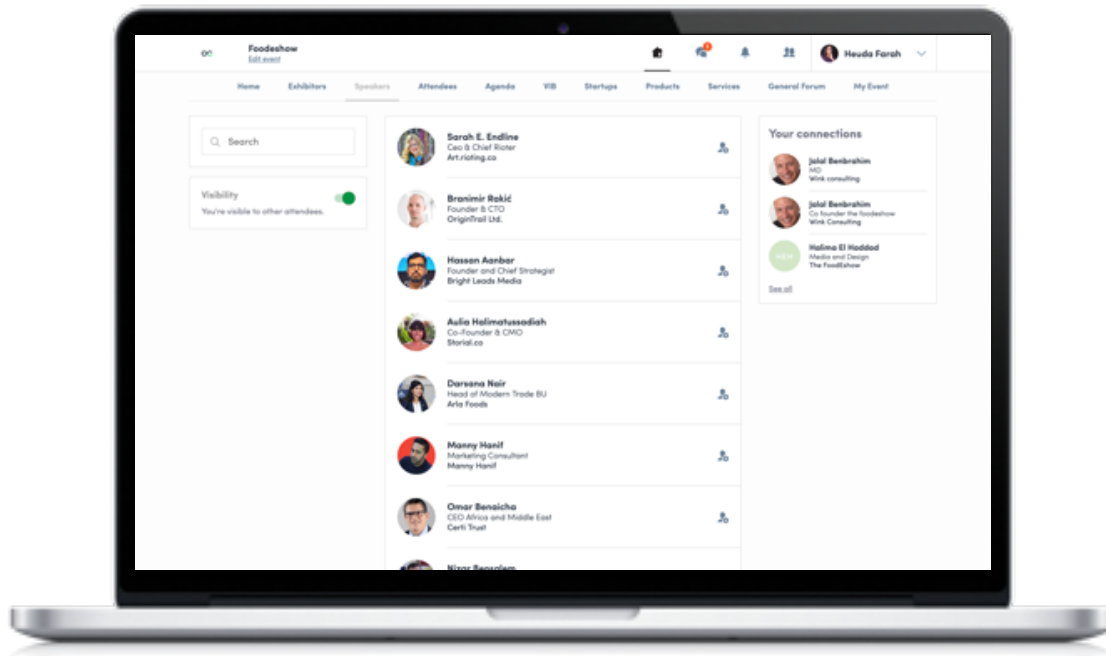 Foodeshow
Edit event
1
Heuda Farah
Home Exhibitors Speakers Attendees Agenda VIB Startups Products Services General Forum My Event
Search
Visibility
You're visible to other attendees.
Sarah E. Endline
Ceo & Chief Rioter
Art.rioting.co
Branimir Rakić
Founder & CTO
OriginTrail Ltd.
Hassan Aanbar
Founder and Chief Strategist
Bright Leads Media
Aulia Halimatussadiah
Co-Founder & CMO
Storial.co
Darsana Nair
Head of Modern Trade BU
Arla Foods
Manny Hanif
Marketing Consultant
Manny Hanif
Omar Benaicha
CEO Africa and Middle East
Certi Trust
Nizar Bensalem
Your connections
Jalal Benbrahim
MD
Wink consulting
Jalal Benbrahim
Co founder the foodeshow
Wink Consulting
HEH
Halima El Haddad
Media and Design
The FoodEshow
See all